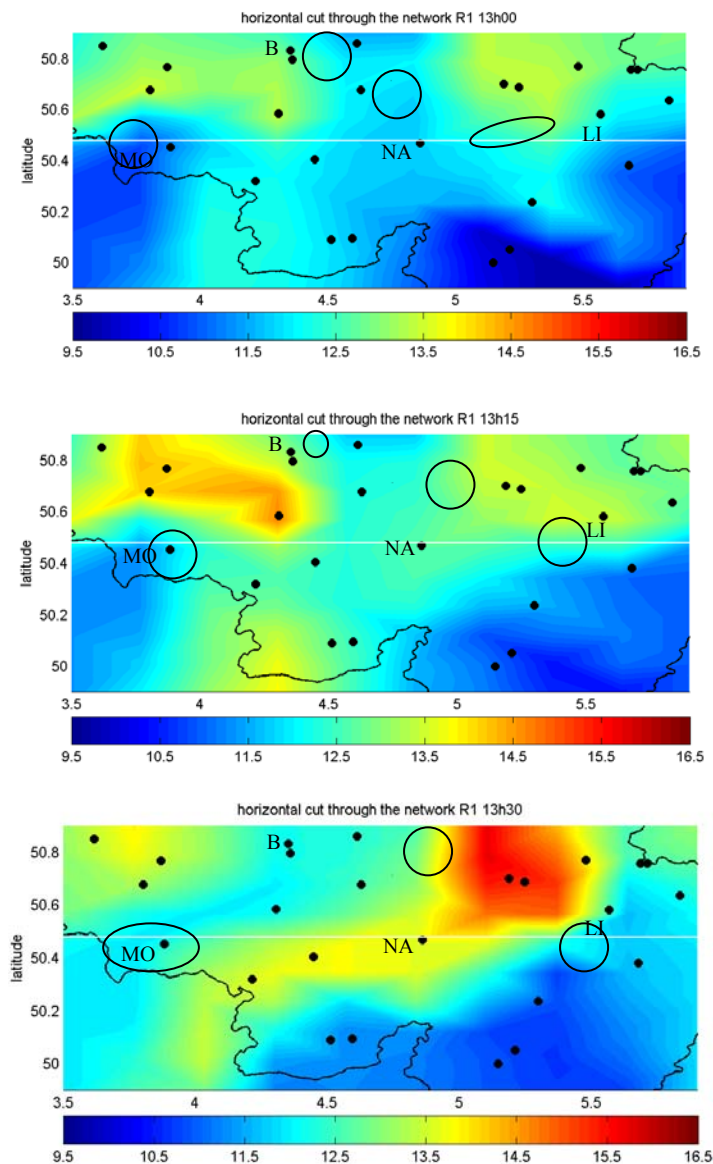 horizontal cut through the network R1 13h00
latitude
50.8
50.6
50.4
50.2
50
B
MO
NA
LI
3.5 4 4.5 5 5.5
9.5 10.5 11.5 12.5 13.5 14.5 15.5 16.5
horizontal cut through the network R1 13h15
latitude
50.8
50.6
50.4
50.2
50
B
MO
NA
LI
3.5 4 4.5 5 5.5
9.5 10.5 11.5 12.5 13.5 14.5 15.5 16.5
horizontal cut through the network R1 13h30
latitude
50.8
50.6
50.4
50.2
50
B
MO
NA
LI
3.5 4 4.5 5 5.5
9.5 10.5 11.5 12.5 13.5 14.5 15.5 16.5